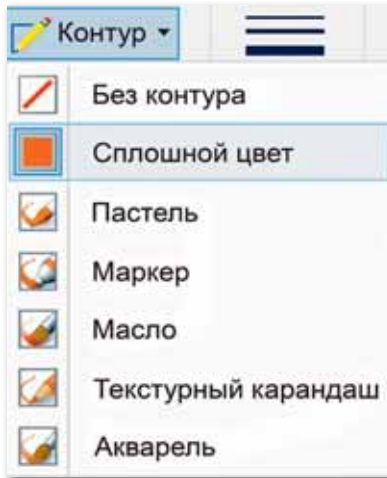 Контур
Без контура
Сплошной цвет
Пастель
Маркер
Масло
Текстурный карандаш
Акварель